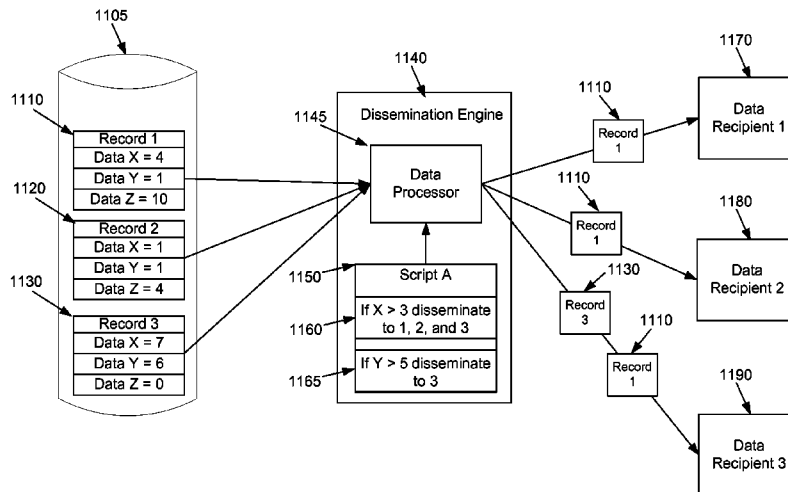 1105
1110
Record 1
Data X = 4
Data Y = 1
Data Z = 10
1120
Record 2
Data X = 1
Data Y = 1
Data Z = 4
1130
Record 3
Data X = 7
Data Y = 6
Data Z = 0
1140
Dissemination Engine
1145
Data
Processor
1150
Script A
1160
If X > 3 disseminate
to 1, 2, and 3
1165
If Y > 5 disseminate
to 3
1110
Record
1
1110
Record
1
1130
Record
3
1110
Record
1
1170
Data
Recipient 1
1180
Data
Recipient 2
1190
Data
Recipient 3